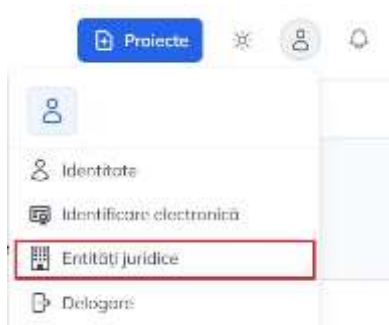 Proiecte
Identitate
Identificare electronică
Entități juridice
Delogare